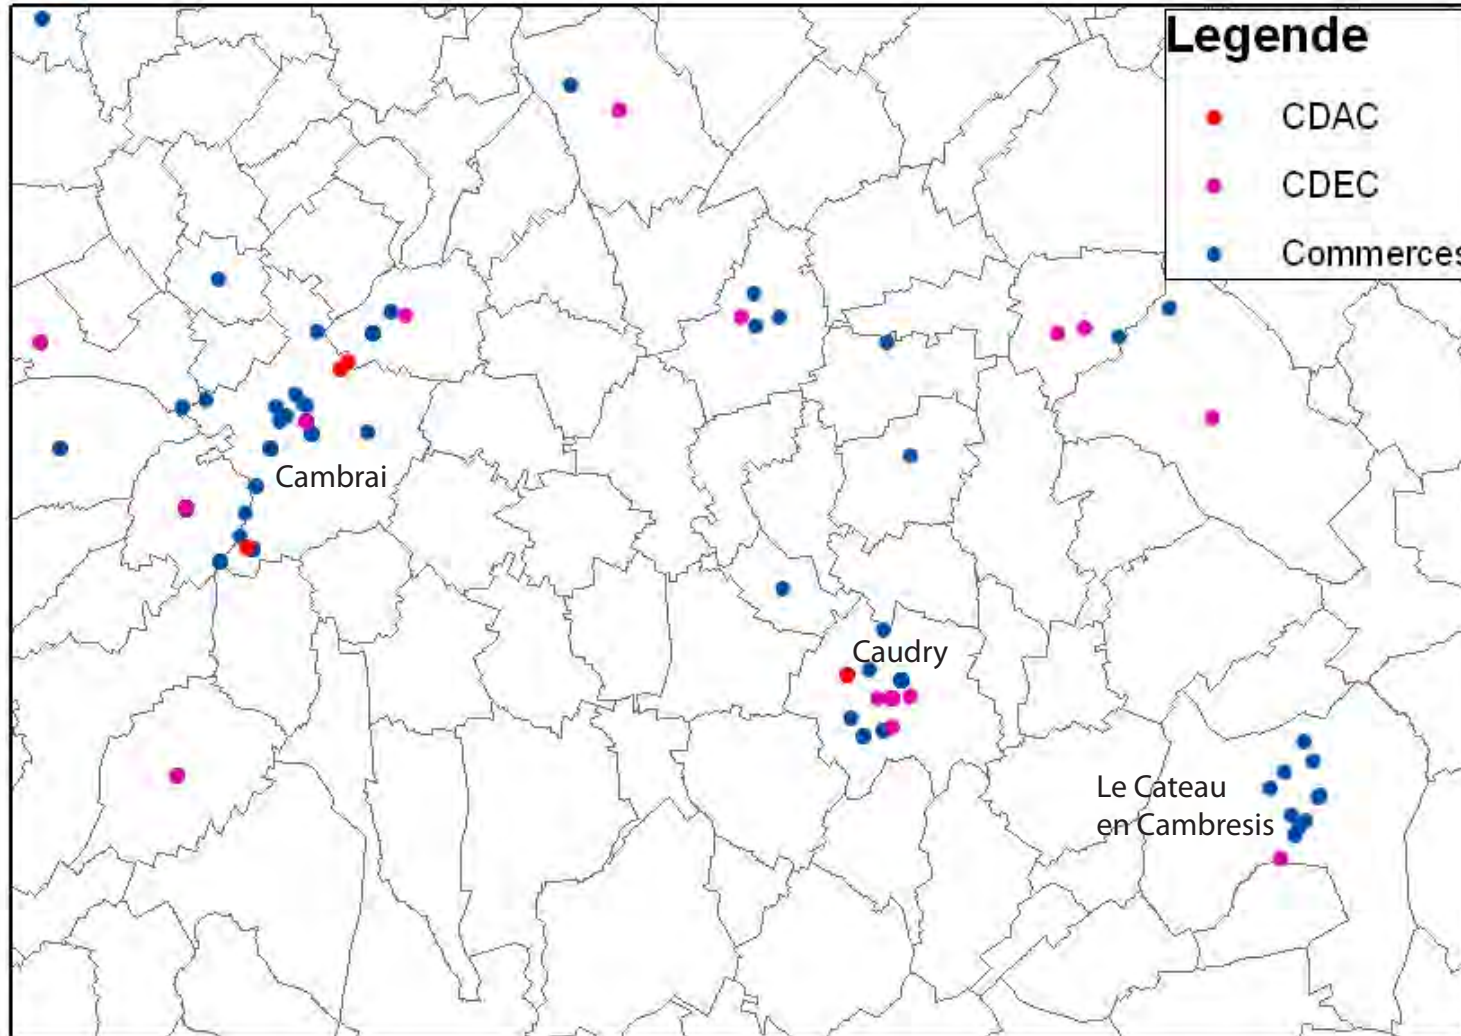 Legende
CDAC
CDEC
Commerces
Cambrai
Caudry
Le Cateau
en Cambresis